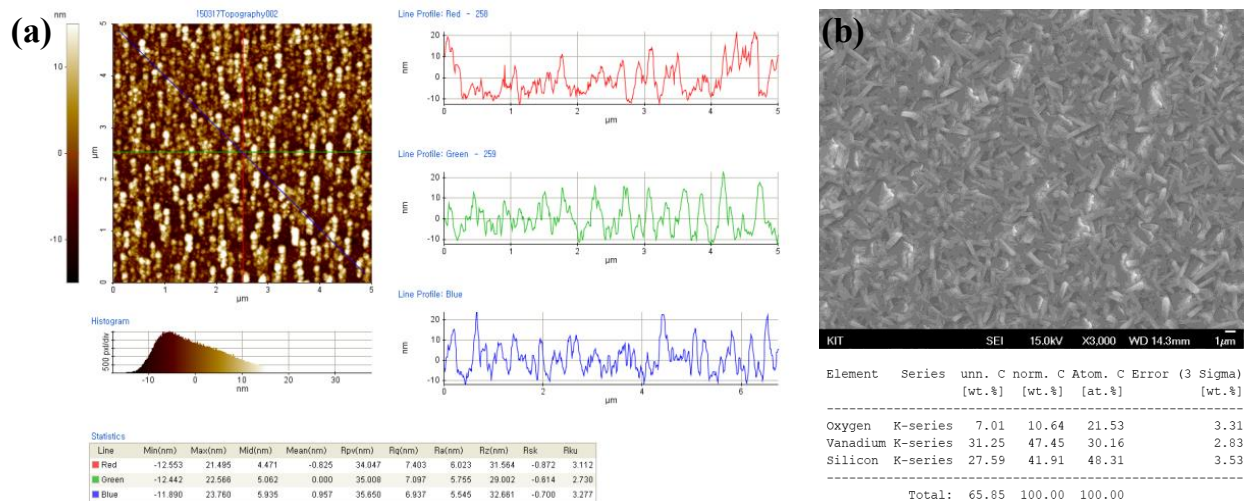 (a)
nm
150317Topography002
10
0
-10
5
4
3
2
1
0
µm
0 1 2 3 4 5
µm
Histogram
500 pxl/div
-10 0 10 20 30
nm
Line Profile: Red - 258
nm
20
10
0
-10
0 1 2 3 4 5
µm
Line Profile: Green - 259
nm
20
10
0
-10
0 1 2 3 4 5
µm
Line Profile: Blue
nm
20
10
0
-10
0 2 4 6
µm
Statistics
Line Min(nm) Max(nm) Mid(nm) Mean(nm) Rpv(nm) Rq(nm) Ra(nm) Rz(nm) Rsk Rku
Red -12.553 21.495 4.471 -0.825 34.047 7.403 6.023 31.564 -0.872 3.112
Green -12.442 22.566 5.062 0.000 35.008 7.097 5.755 29.002 -0.614 2.730
Blue -11.890 23.760 5.935 0.957 35.650 6.937 5.545 32.661 -0.700 3.277
(b)
KIT SEI 15.0kV X3,000 WD 14.3mm 1µm
Element Series unn. C norm. C Atom. C Error (3 Sigma)
[wt.%] [wt.%] [at.%] [wt.%]
Oxygen K-series 7.01 10.64 21.53 3.31
Vanadium K-series 31.25 47.45 30.16 2.83
Silicon K-series 27.59 41.91 48.31 3.53
Total: 65.85 100.00 100.00